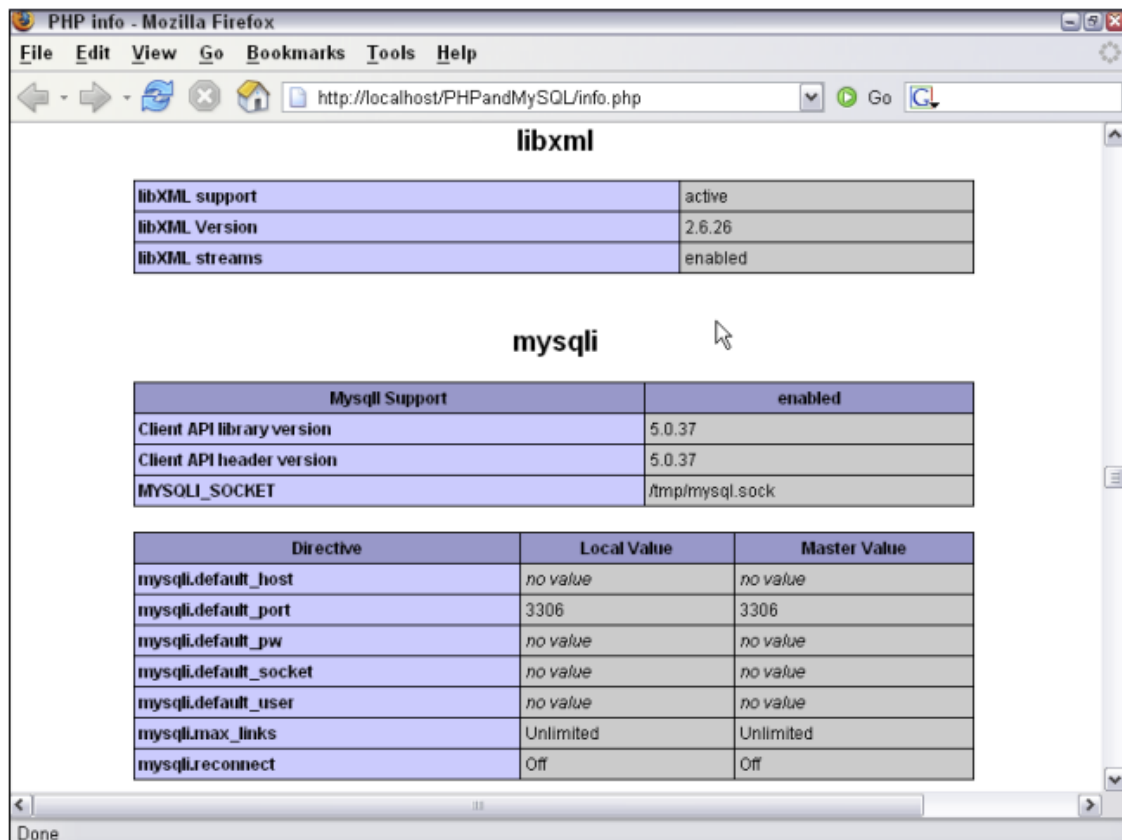 PHP info - Mozilla Firefox
File Edit View Go Bookmarks Tools Help
http://localhost/PHPandMySQL/info.php Go G
libxml
libXML support active
libXML Version 2.6.26
libXML streams enabled
mysqli
MysqlI Support enabled
Client API library version 5.0.37
Client API header version 5.0.37
MYSQLI_SOCKET /tmp/mysql.sock
Directive Local Value Master Value
mysqli.default_host no value no value
mysqli.default_port 3306 3306
mysqli.default_pw no value no value
mysqli.default_socket no value no value
mysqli.default_user no value no value
mysqli.max_links Unlimited Unlimited
mysqli.reconnect Off Off
Done